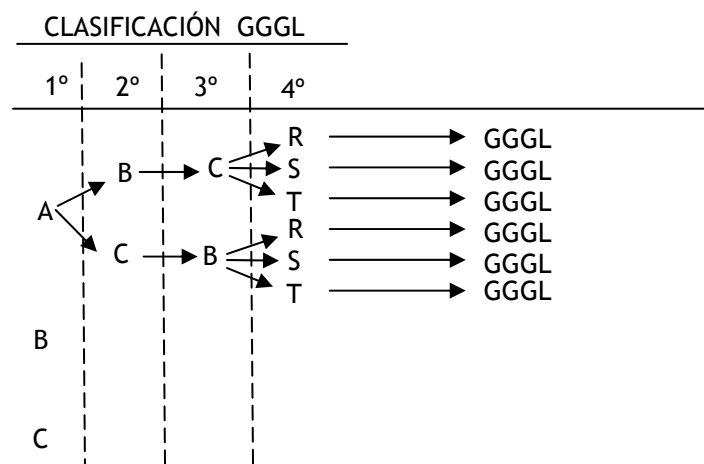 CLASIFICACIÓN GGGL
1º 2º 3º 4º
R GGGL
B C S GGGL
T GGGL
A
R GGGL
C B S GGGL
T GGGL
B
C